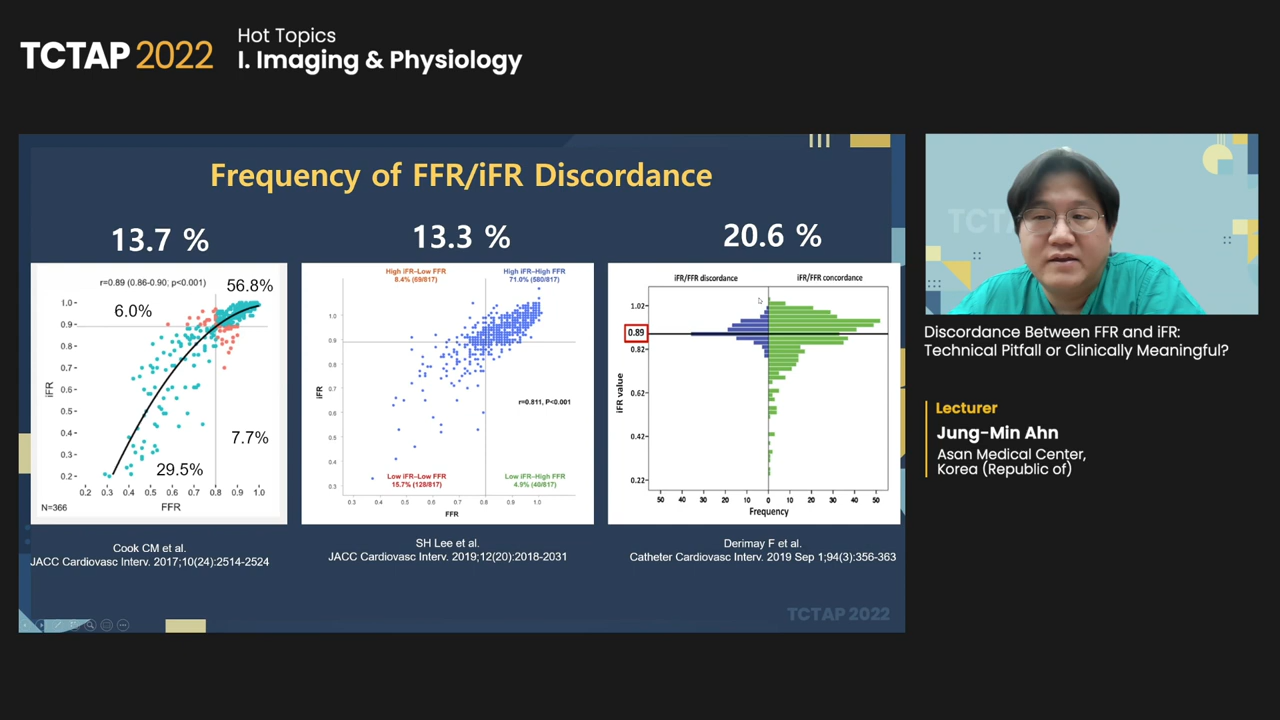 TCTAP 2022
Hot Topics
I. Imaging & Physiology
Frequency of FFR/iFR Discordance
13.7 %
13.3 %
20.6 %
r=0.89 (0.86-0.90, p<0.001)
56.8%
6.0%
7.7%
29.5%
1.0
0.9
0.8
0.7
0.6
0.5
0.4
0.3
0.2
iFR
0.2 0.3 0.4 0.5 0.6 0.7 0.8 0.9 1.0
FFR
N=366
High iFR-Low FFR
8.4% (69/817)
High iFR-High FFR
71.0% (580/817)
1.0
0.9
0.8
0.7
0.6
0.5
0.4
0.3
iFR
r=0.811, P<0.001
Low iFR-Low FFR
15.7% (128/817)
Low iFR-High FFR
4.9% (40/817)
0.3 0.4 0.5 0.6 0.7 0.8 0.9 1.0
FFR
iFR/FFR discordance
iFR/FFR concordance
1.02
0.89
0.82
0.62
0.42
0.22
iFR value
50 40 30 20 10 0 10 20 30 40 50
Frequency
Cook CM et al.
JACC Cardiovasc Interv. 2017;10(24):2514-2524
SH Lee et al.
JACC Cardiovasc Interv. 2019;12(20):2018-2031
Derimay F et al.
Catheter Cardiovasc Interv. 2019 Sep 1;94(3):356-363
TCTAP 2022
TCT
Discordance Between FFR and iFR:
Technical Pitfall or Clinically Meaningful?
Lecturer
Jung-Min Ahn
Asan Medical Center,
Korea (Republic of)